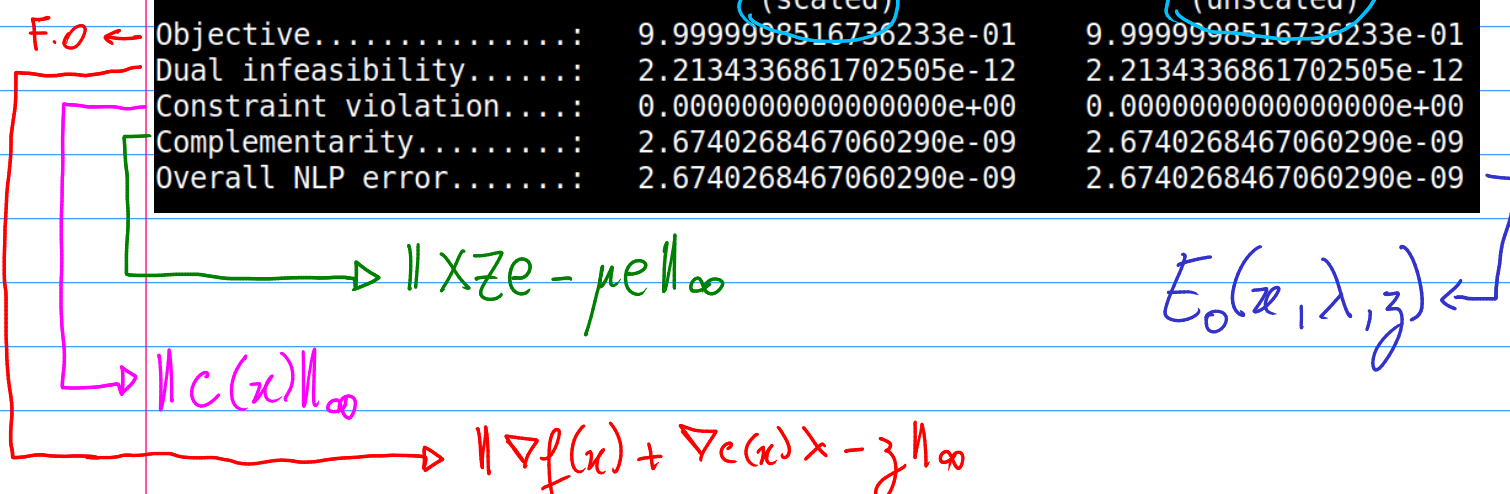 (scaled) (unscaled)
F.O ← Objective...............: 9.9999998516736233e-01 9.9999998516736233e-01
Dual infeasibility......: 2.2134336861702505e-12 2.2134336861702505e-12
Constraint violation....: 0.0000000000000000e+00 0.0000000000000000e+00
Complementarity.........: 2.6740268467060290e-09 2.6740268467060290e-09
Overall NLP error.......: 2.6740268467060290e-09 2.6740268467060290e-09
‖XZe - μe‖∞
E₀(x, λ, z) ←
‖c(x)‖∞
‖∇f(x) + ∇c(x)λ - z‖∞